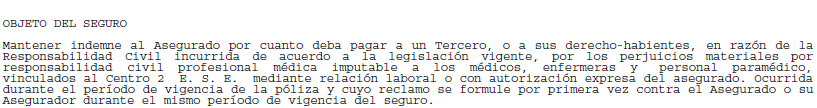 OBJETO DEL SEGURO
Mantener indemne al Asegurado por cuanto deba pagar a un Tercero, o a sus derecho-habientes, en razón de la
Responsabilidad Civil incurrida de acuerdo a la legislación vigente, por los perjuicios materiales por
responsabilidad civil profesional médica imputable a los médicos, enfermeras y personal paramédico,
vinculados al Centro 2 E. S. E. mediante relación laboral o con autorización expresa del asegurado. Ocurrida
durante el período de vigencia de la póliza y cuyo reclamo se formule por primera vez contra el Asegurado o su
Asegurador durante el mismo período de vigencia del seguro.